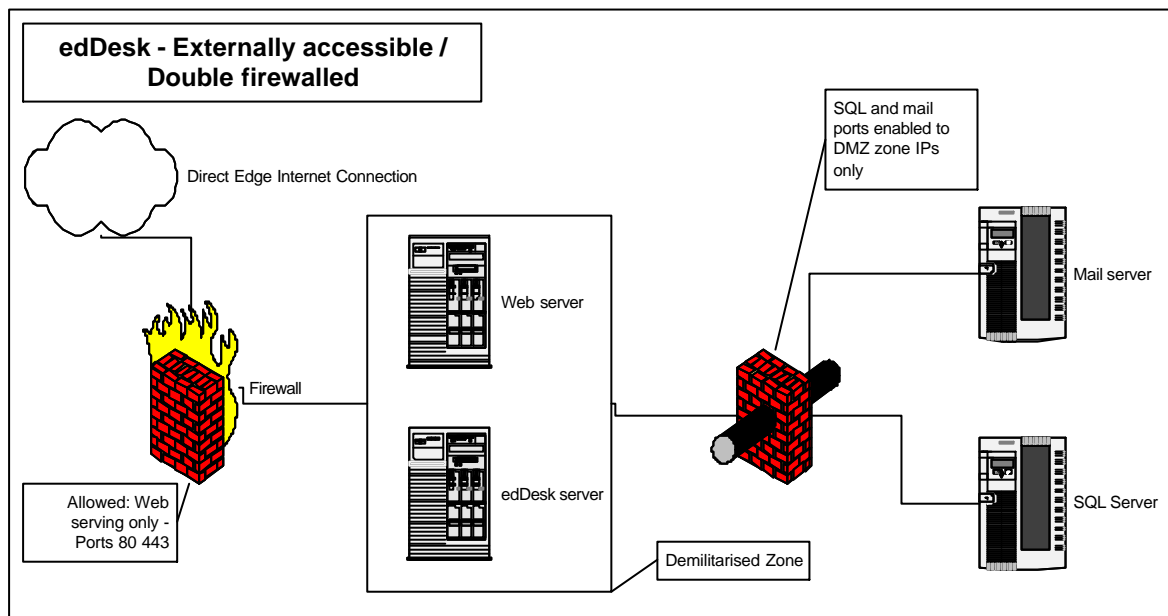 edDesk - Externally accessible /
Double firewalled
SQL and mail
ports enabled to
DMZ zone IPs
only
Direct Edge Internet Connection
Web server
Mail server
Firewall
edDesk server
Allowed: Web
serving only -
Ports 80 443
SQL Server
Demilitarised Zone